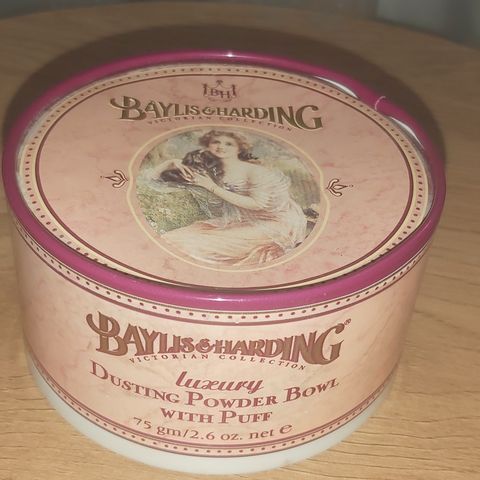 BH
BAYLIS & HARDING
VICTORIAN COLLECTION
BAYLIS & HARDING®
VICTORIAN COLLECTION
luxury
DUSTING POWDER BOWL
WITH PUFF
75 gm/2.6 oz. net e